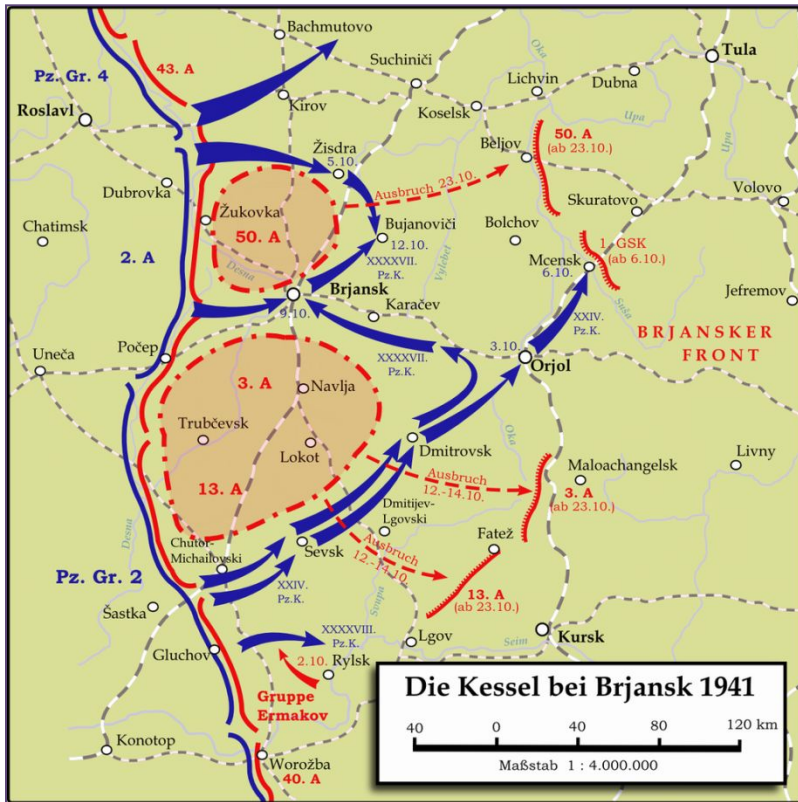 Bachmutovo
Tula
43. A
Suchiniči
Pz. Gr. 4
Oka
Lichvin
Dubna
Kirov
Koselsk
Roslavl
50. A
(ab 23.10.)
Upa
Upa
Žisdra
5.10.
Beljov
Ausbruch 23.10.
Dubrovka
Volovo
Skuratovo
Žukovka
Chatimsk
50. A
Bujanoviči
12.10.
Bolchov
1. GSK
(ab 6.10.)
2. A
Mcensk
6.10.
Vytebet
Desna
XXXXVII.
Pz.K.
Brjansk
9.10.
Suša
Jefremov
Karačev
XXIV.
Pz.K.
BRJANSKER
FRONT
3.10.
Počep
Orjol
Uneča
XXXXVII.
Pz.K.
3. A
Navlja
Trubčevsk
Lokot
Dmitrovsk
Oka
Livny
Maloachangelsk
Ausbruch
12.-14.10.
3. A
(ab 23.10.)
13. A
Dmitijev-
Lgovski
Desna
Chutor-
Michailovski
Sevsk
Fatež
Ausbruch
12.-14.10.
Pz. Gr. 2
XXIV.
Pz.K.
13. A
(ab 23.10.)
Svapa
Šastka
XXXXVIII.
Pz.K.
Lgov
Seim
Kursk
Gluchov
2.10.
Rylsk
Gruppe
Ermakov
Die Kessel bei Brjansk 1941
40 0 40 80 120 km
Maßstab 1 : 4.000.000
Konotop
Worožba
40. A